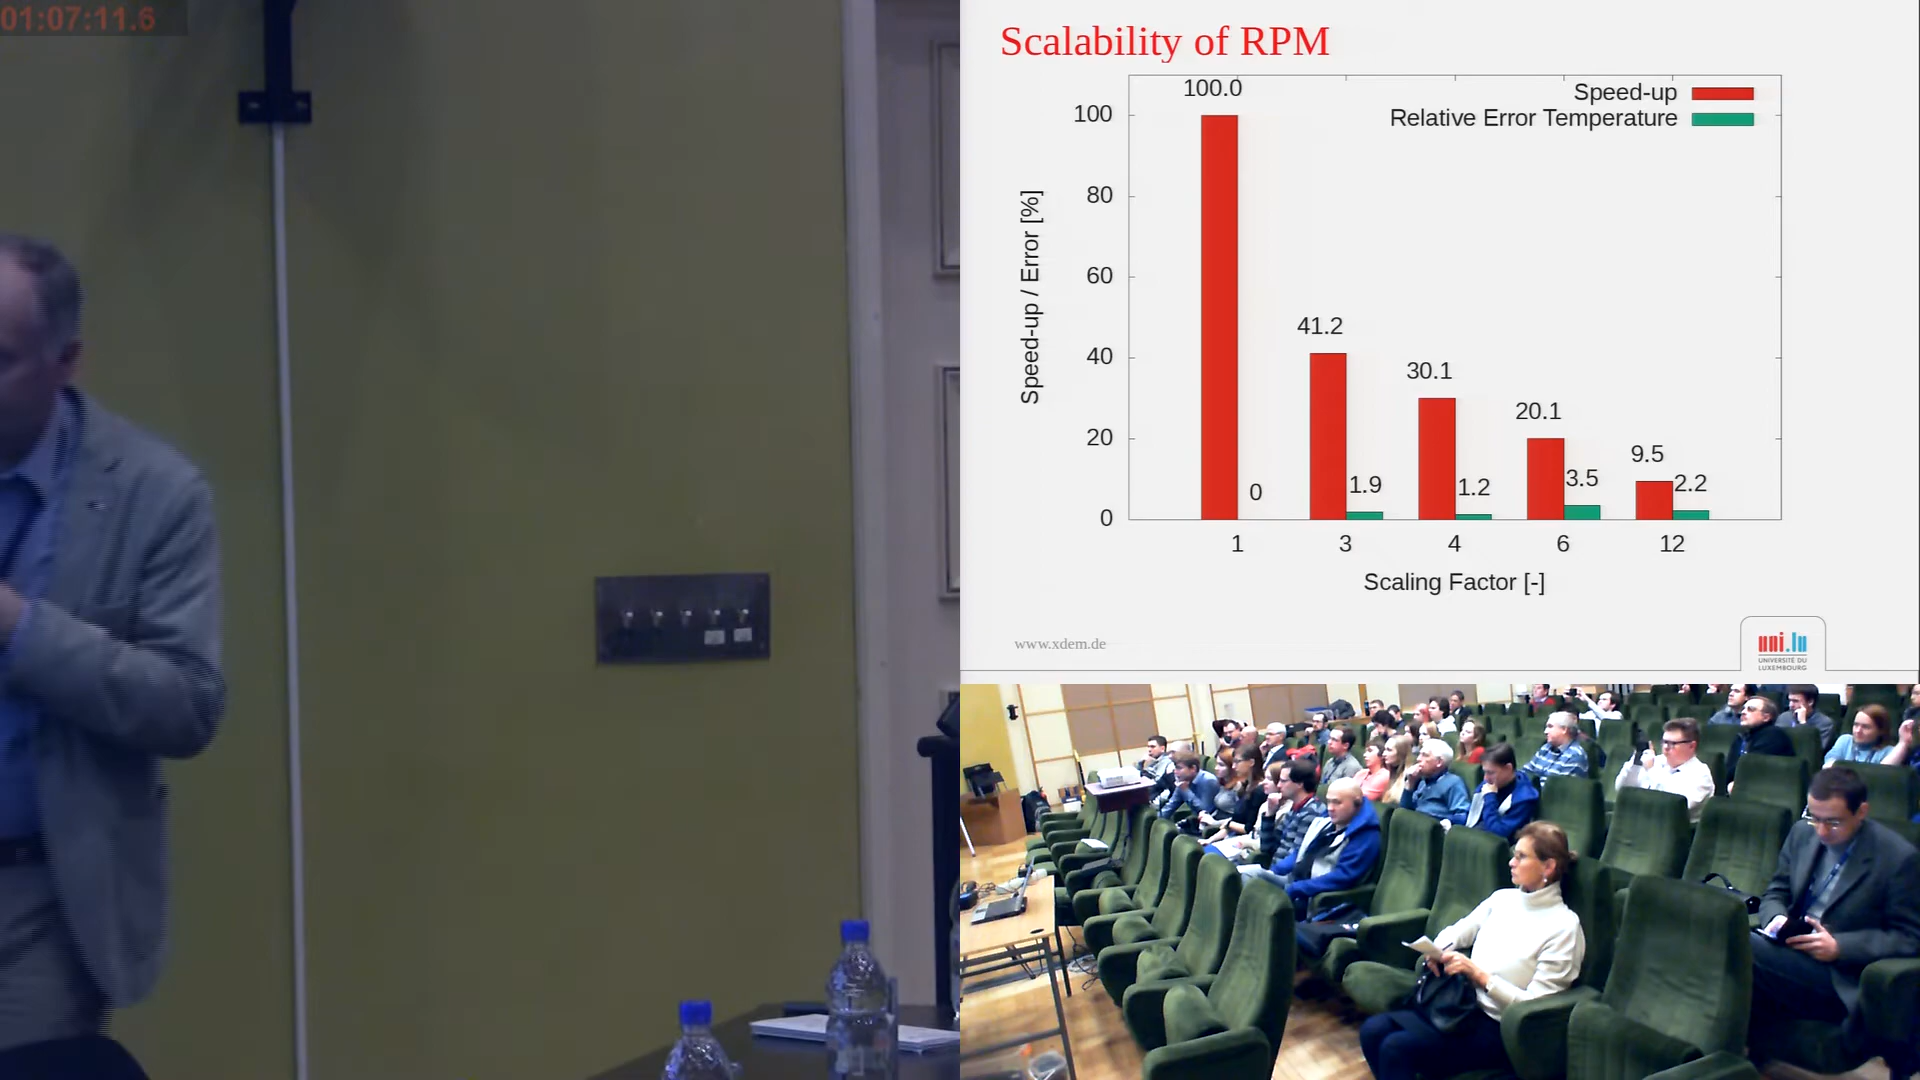 01:07:11.6
Scalability of RPM
100.0
Speed-up
Relative Error Temperature
100
80
60
40
20
0
Speed-up / Error [%]
41.2
30.1
20.1
9.5
0
1.9
1.2
3.5
2.2
1
3
4
6
12
Scaling Factor [-]
www.xdem.de
uni.lu
UNIVERSITÉ DU
LUXEMBOURG